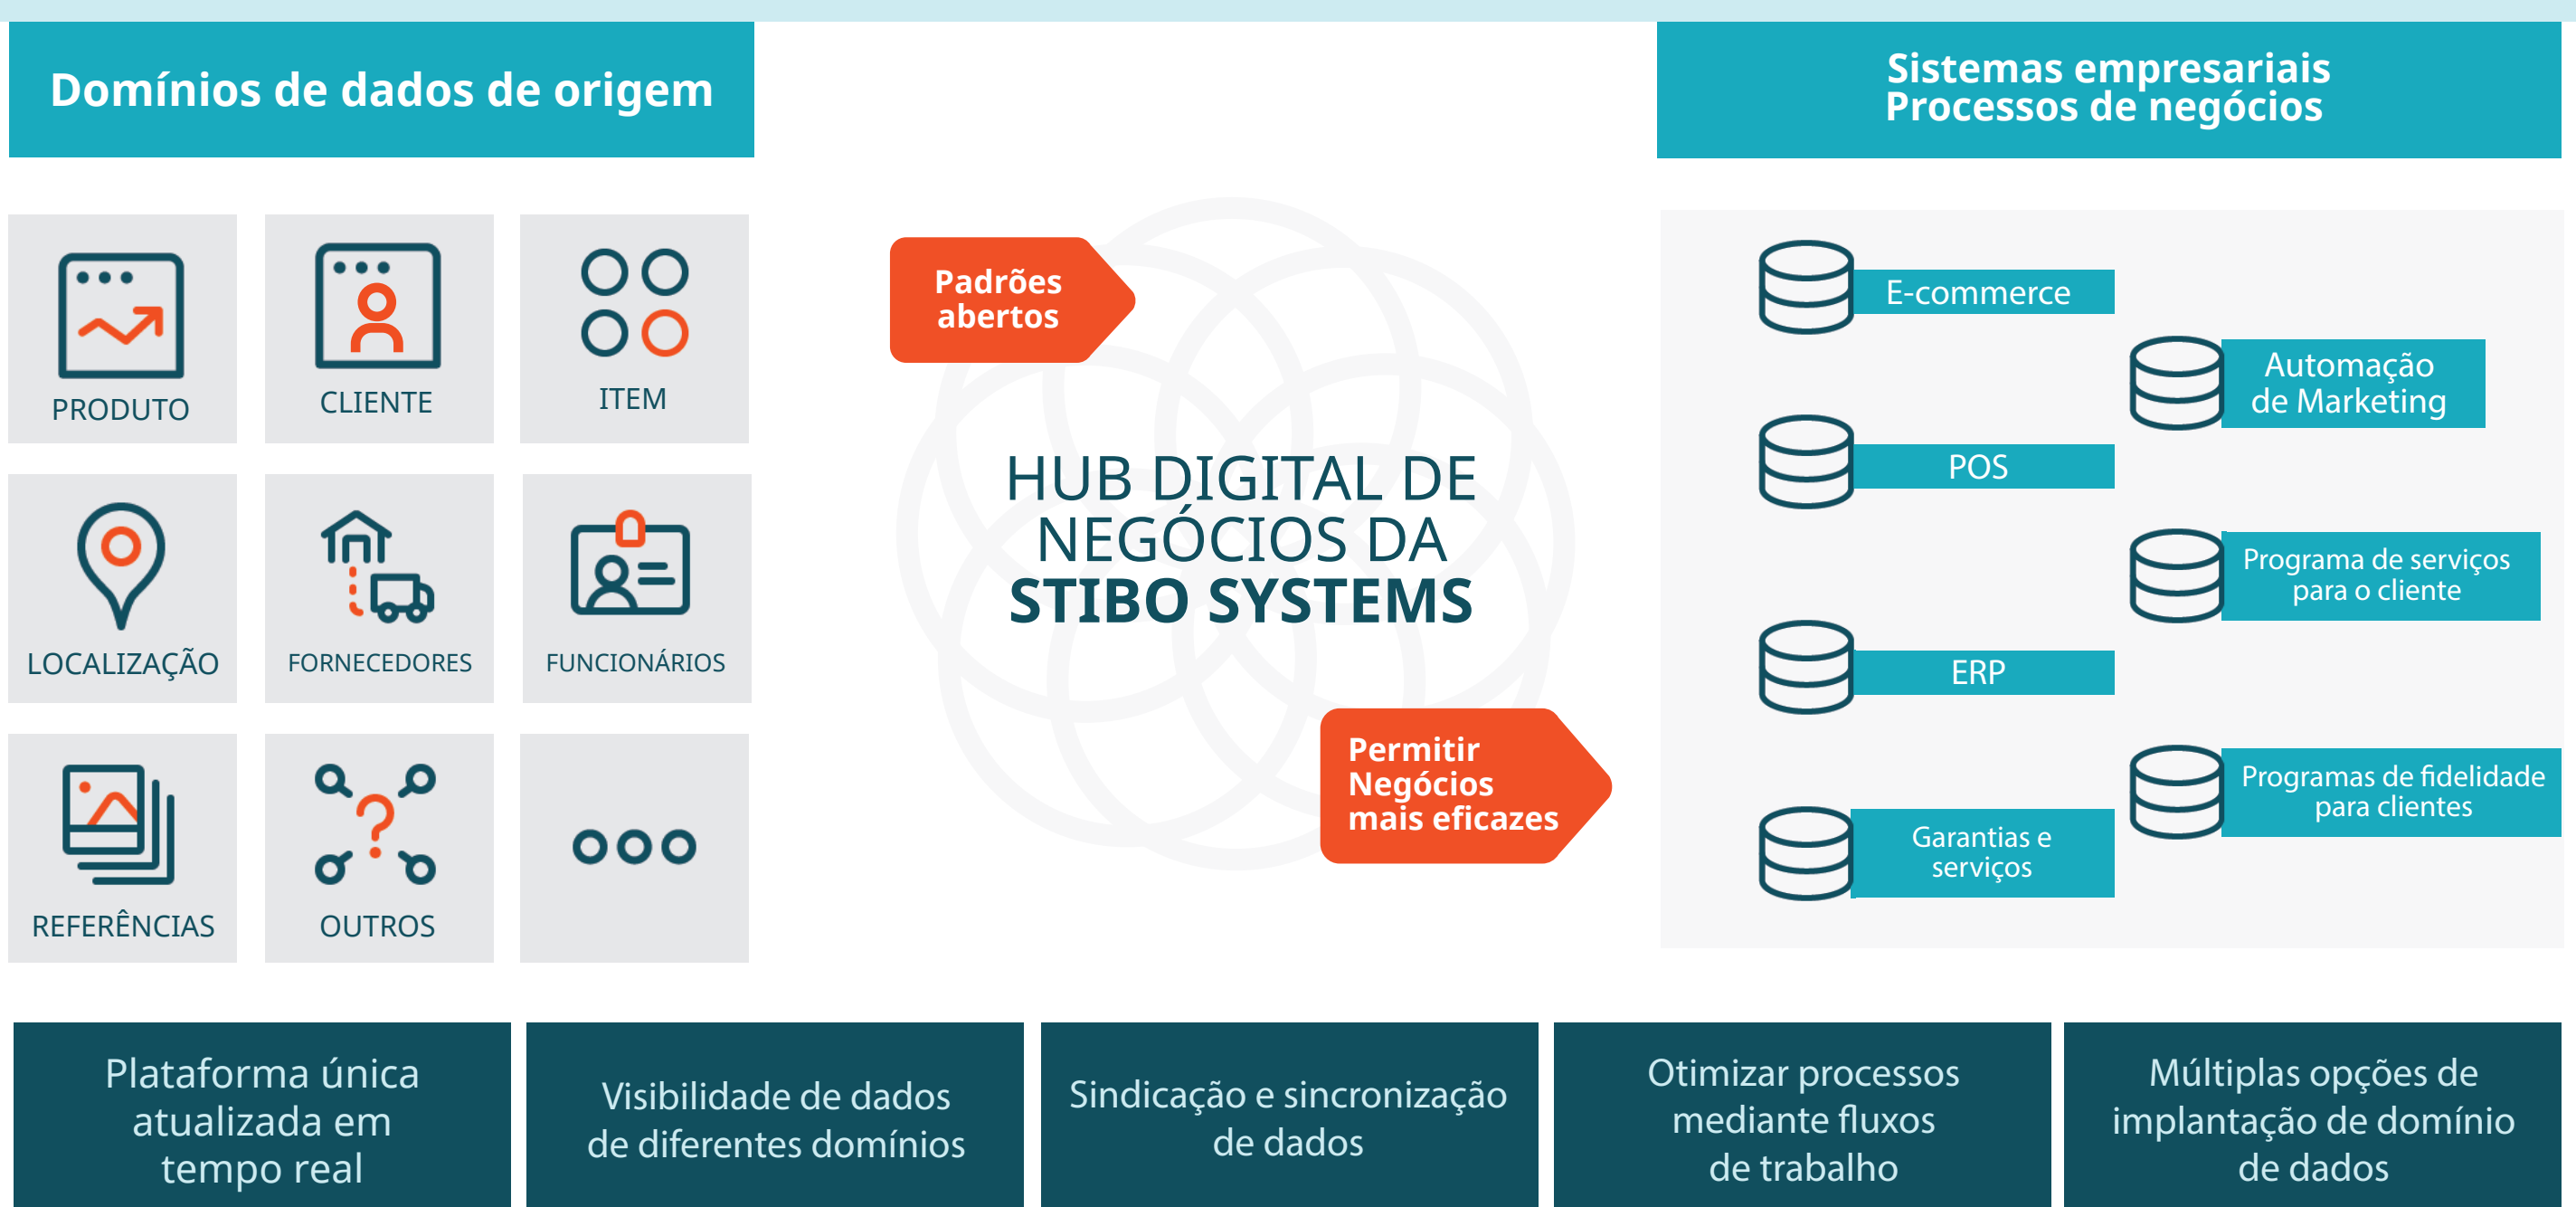 Domínios de dados de origem
Sistemas empresariais
Processos de negócios
PRODUTO
CLIENTE
ITEM
LOCALIZAÇÃO
FORNECEDORES
FUNCIONÁRIOS
REFERÊNCIAS
OUTROS
Padrões
abertos
HUB DIGITAL DE
NEGÓCIOS DA
STIBO SYSTEMS
Permitir
Negócios
mais eficazes
E-commerce
Automação
de Marketing
POS
Programa de serviços
para o cliente
ERP
Programas de fidelidade
para clientes
Garantias e
serviços
Plataforma única
atualizada em
tempo real
Visibilidade de dados
de diferentes domínios
Sindicação e sincronização
de dados
Otimizar processos
mediante fluxos
de trabalho
Múltiplas opções de
implantação de domínio
de dados